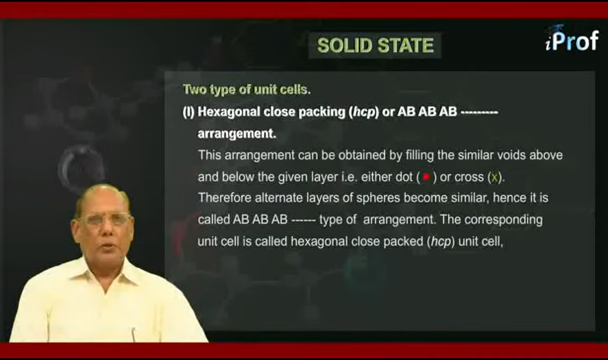 SOLID STATE
iProf
Two type of unit cells.
(I) Hexagonal close packing (hcp) or AB AB AB ---------
arrangement.
This arrangement can be obtained by filling the similar voids above
and below the given layer i.e. either dot ( • ) or cross (x).
Therefore alternate layers of spheres become similar, hence it is
called AB AB AB ------ type of arrangement. The corresponding
unit cell is called hexagonal close packed (hcp) unit cell,